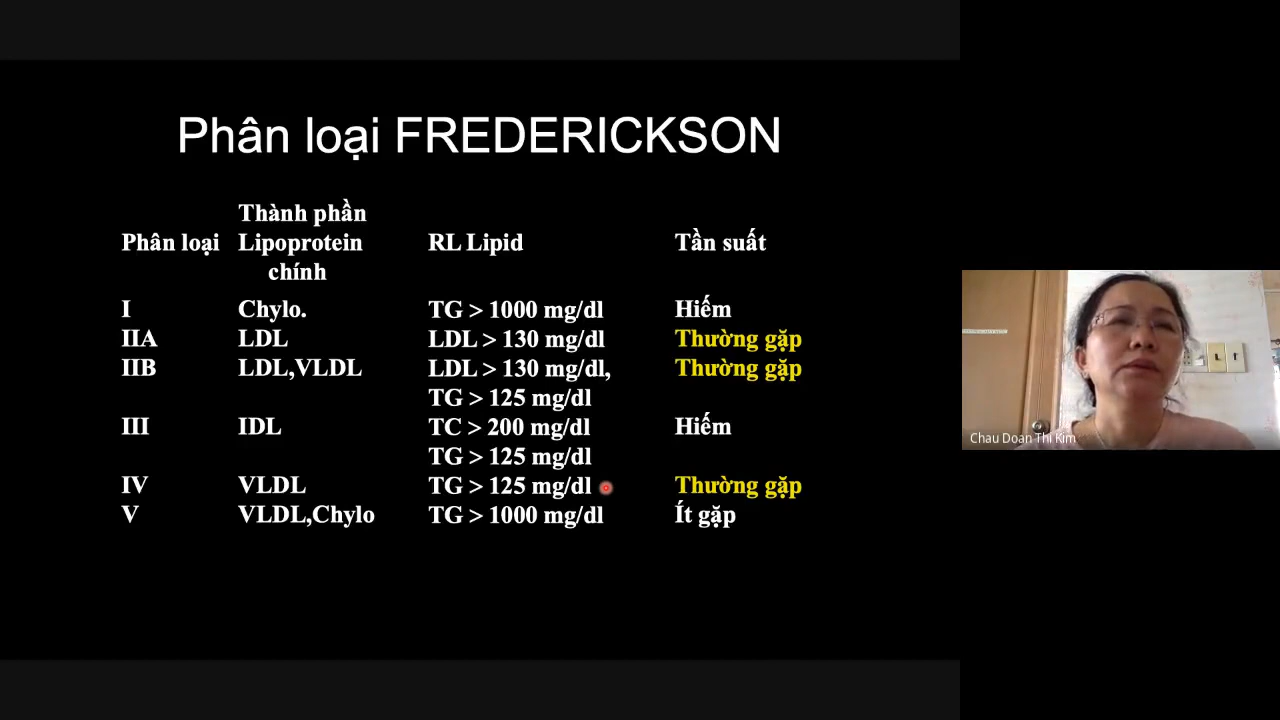 Phân loại FREDERICKSON
Thành phần
Phân loại Lipoprotein RL Lipid Tần suất
chính
I Chylo. TG > 1000 mg/dl Hiếm
IIA LDL LDL > 130 mg/dl Thường gặp
IIB LDL,VLDL LDL > 130 mg/dl, Thường gặp
TG > 125 mg/dl
III IDL TC > 200 mg/dl Hiếm
TG > 125 mg/dl
IV VLDL TG > 125 mg/dl Thường gặp
V VLDL,Chylo TG > 1000 mg/dl Ít gặp
Chau Doan Thi Kim